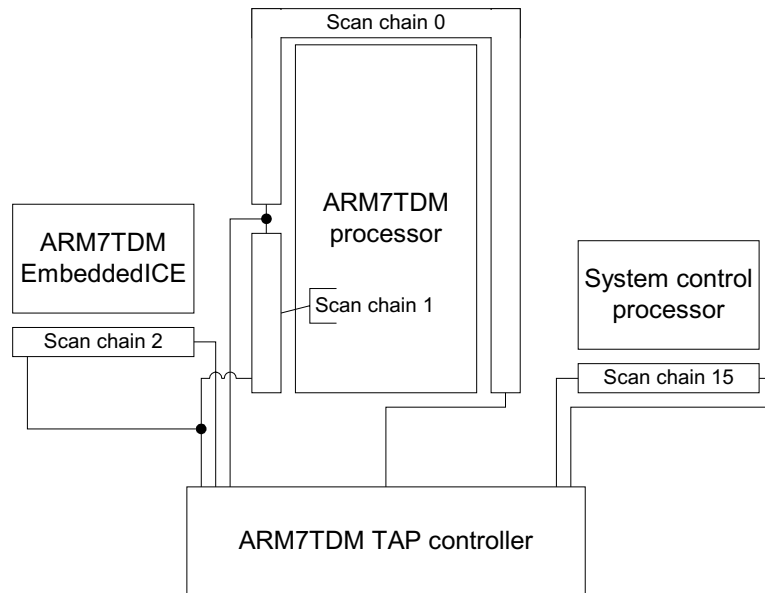 Scan chain 0
ARM7TDM
processor
ARM7TDM
EmbeddedICE
System control
processor
Scan chain 1
Scan chain 2
Scan chain 15
ARM7TDM TAP controller